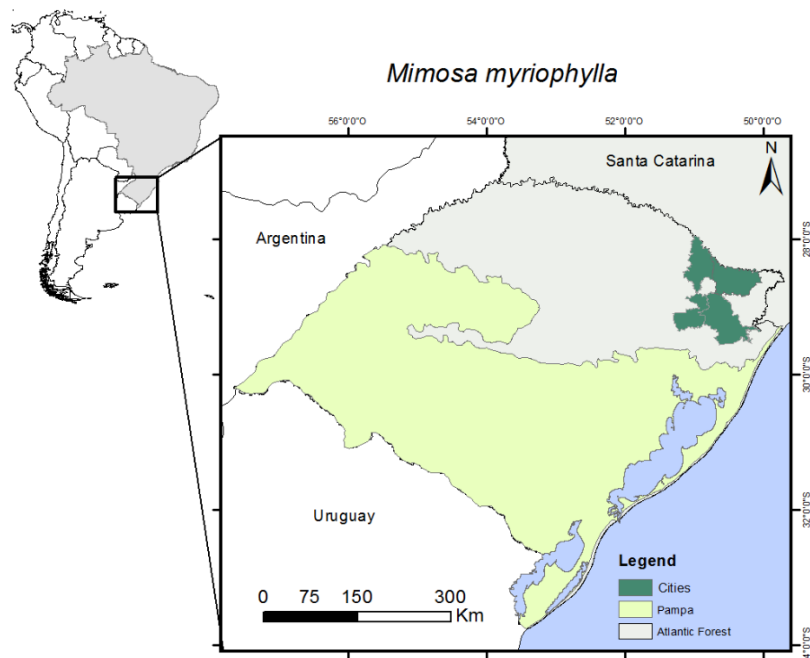 Mimosa myriophylla
56°0'0"W
54°0'0"W
52°0'0"W
50°0'0"W
Santa Catarina
N
Argentina
28°0'0"S
30°0'0"S
Uruguay
32°0'0"S
Legend
Cities
Pampa
Atlantic Forest
0 75 150 300
Km